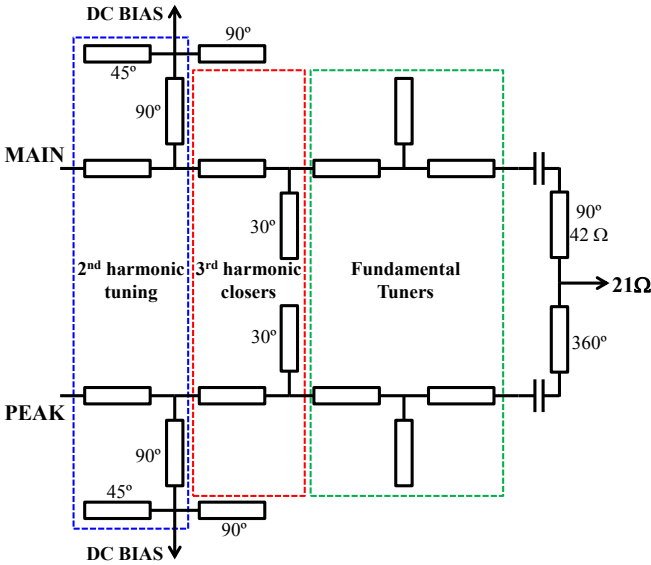 DC BIAS
90º
45º
90º
MAIN
90º
42 Ω
30º
2nd harmonic
tuning
3rd harmonic
closers
Fundamental
Tuners
21Ω
30º
360º
PEAK
90º
45º
90º
DC BIAS